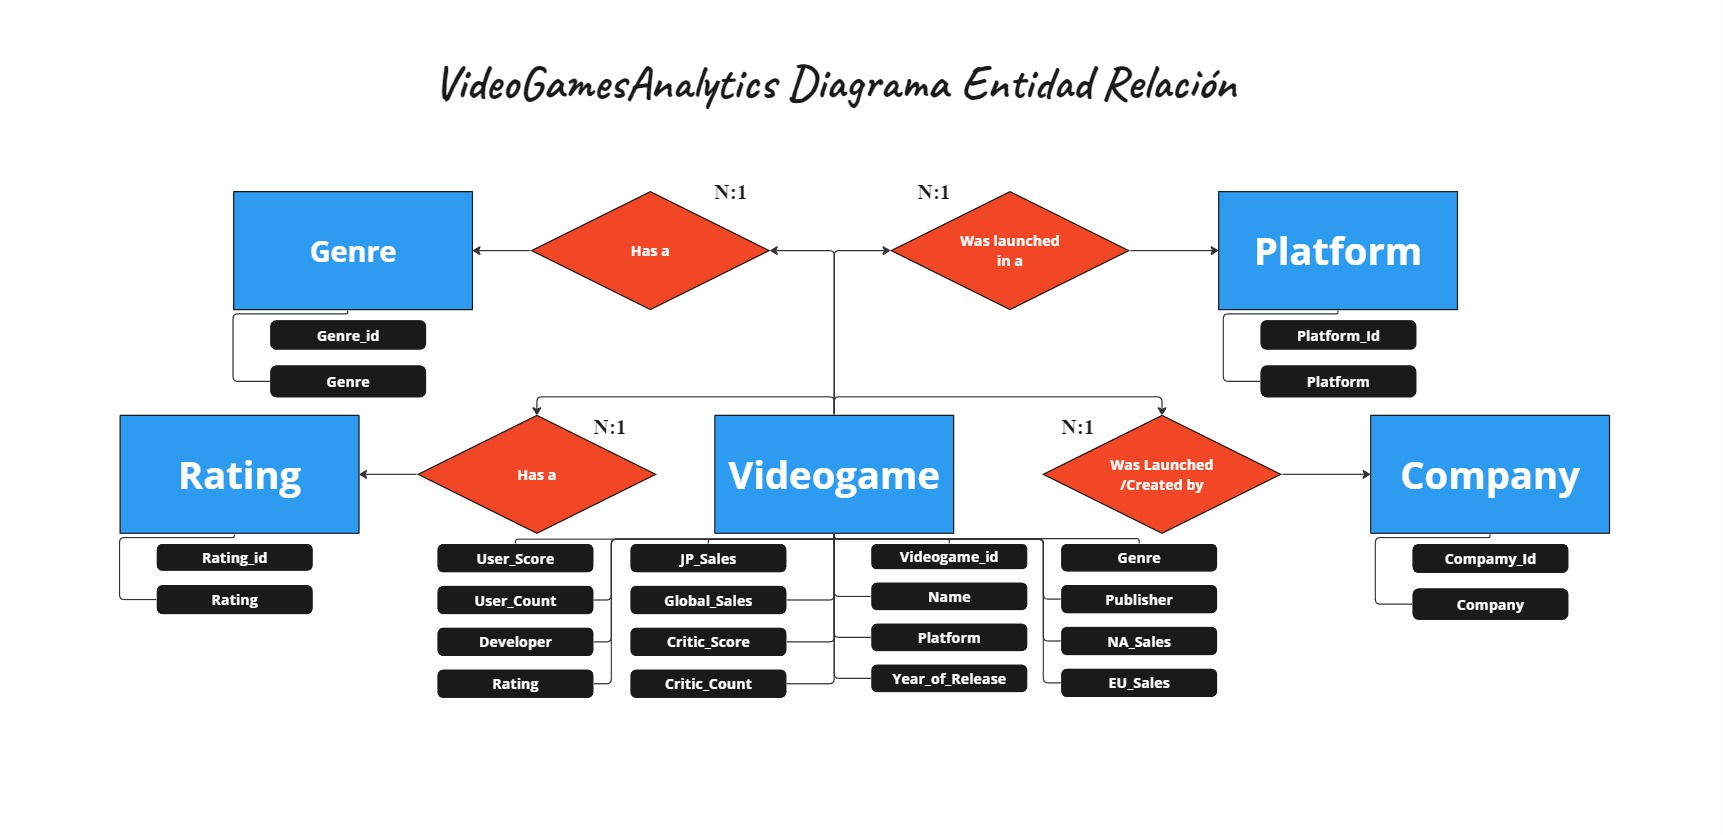 VideoGamesAnalytics Diagrama Entidad Relación
N:1
N:1
Genre
Has a
Was launched
in a
Platform
Genre_id
Genre
Platform_Id
Platform
N:1
N:1
Rating
Has a
Videogame
Was Launched
/Created by
Company
Rating_id
Rating
User_Score
User_Count
Developer
Rating
JP_Sales
Global_Sales
Critic_Score
Critic_Count
Videogame_id
Name
Platform
Year_of_Release
Genre
Publisher
NA_Sales
EU_Sales
Compamy_Id
Company